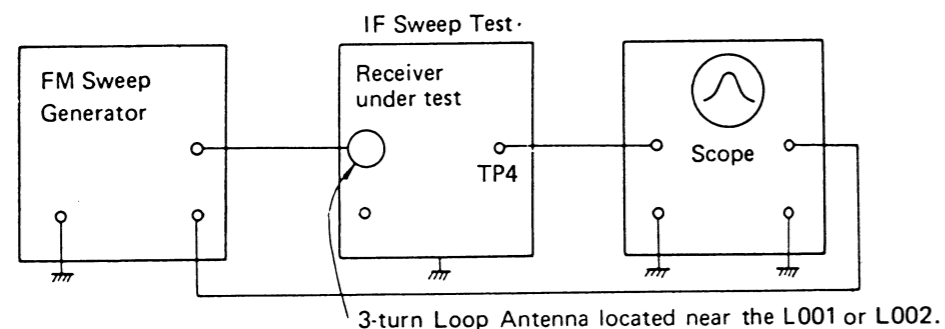 IF Sweep Test.
FM Sweep
Generator
Receiver
under test
TP4
Scope
3-turn Loop Antenna located near the L001 or L002.